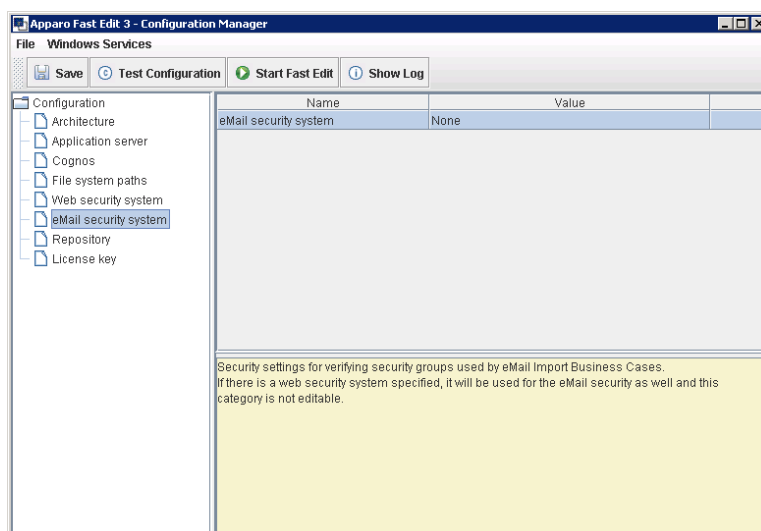 Apparo Fast Edit 3 - Configuration Manager
File Windows Services
Save Test Configuration Start Fast Edit Show Log
Configuration
Architecture
Application server
Cognos
File system paths
Web security system
eMail security system
Repository
License key
Name Value
eMail security system None
Security settings for verifying security groups used by eMail Import Business Cases.
If there is a web security system specified, it will be used for the eMail security as well and this
category is not editable.